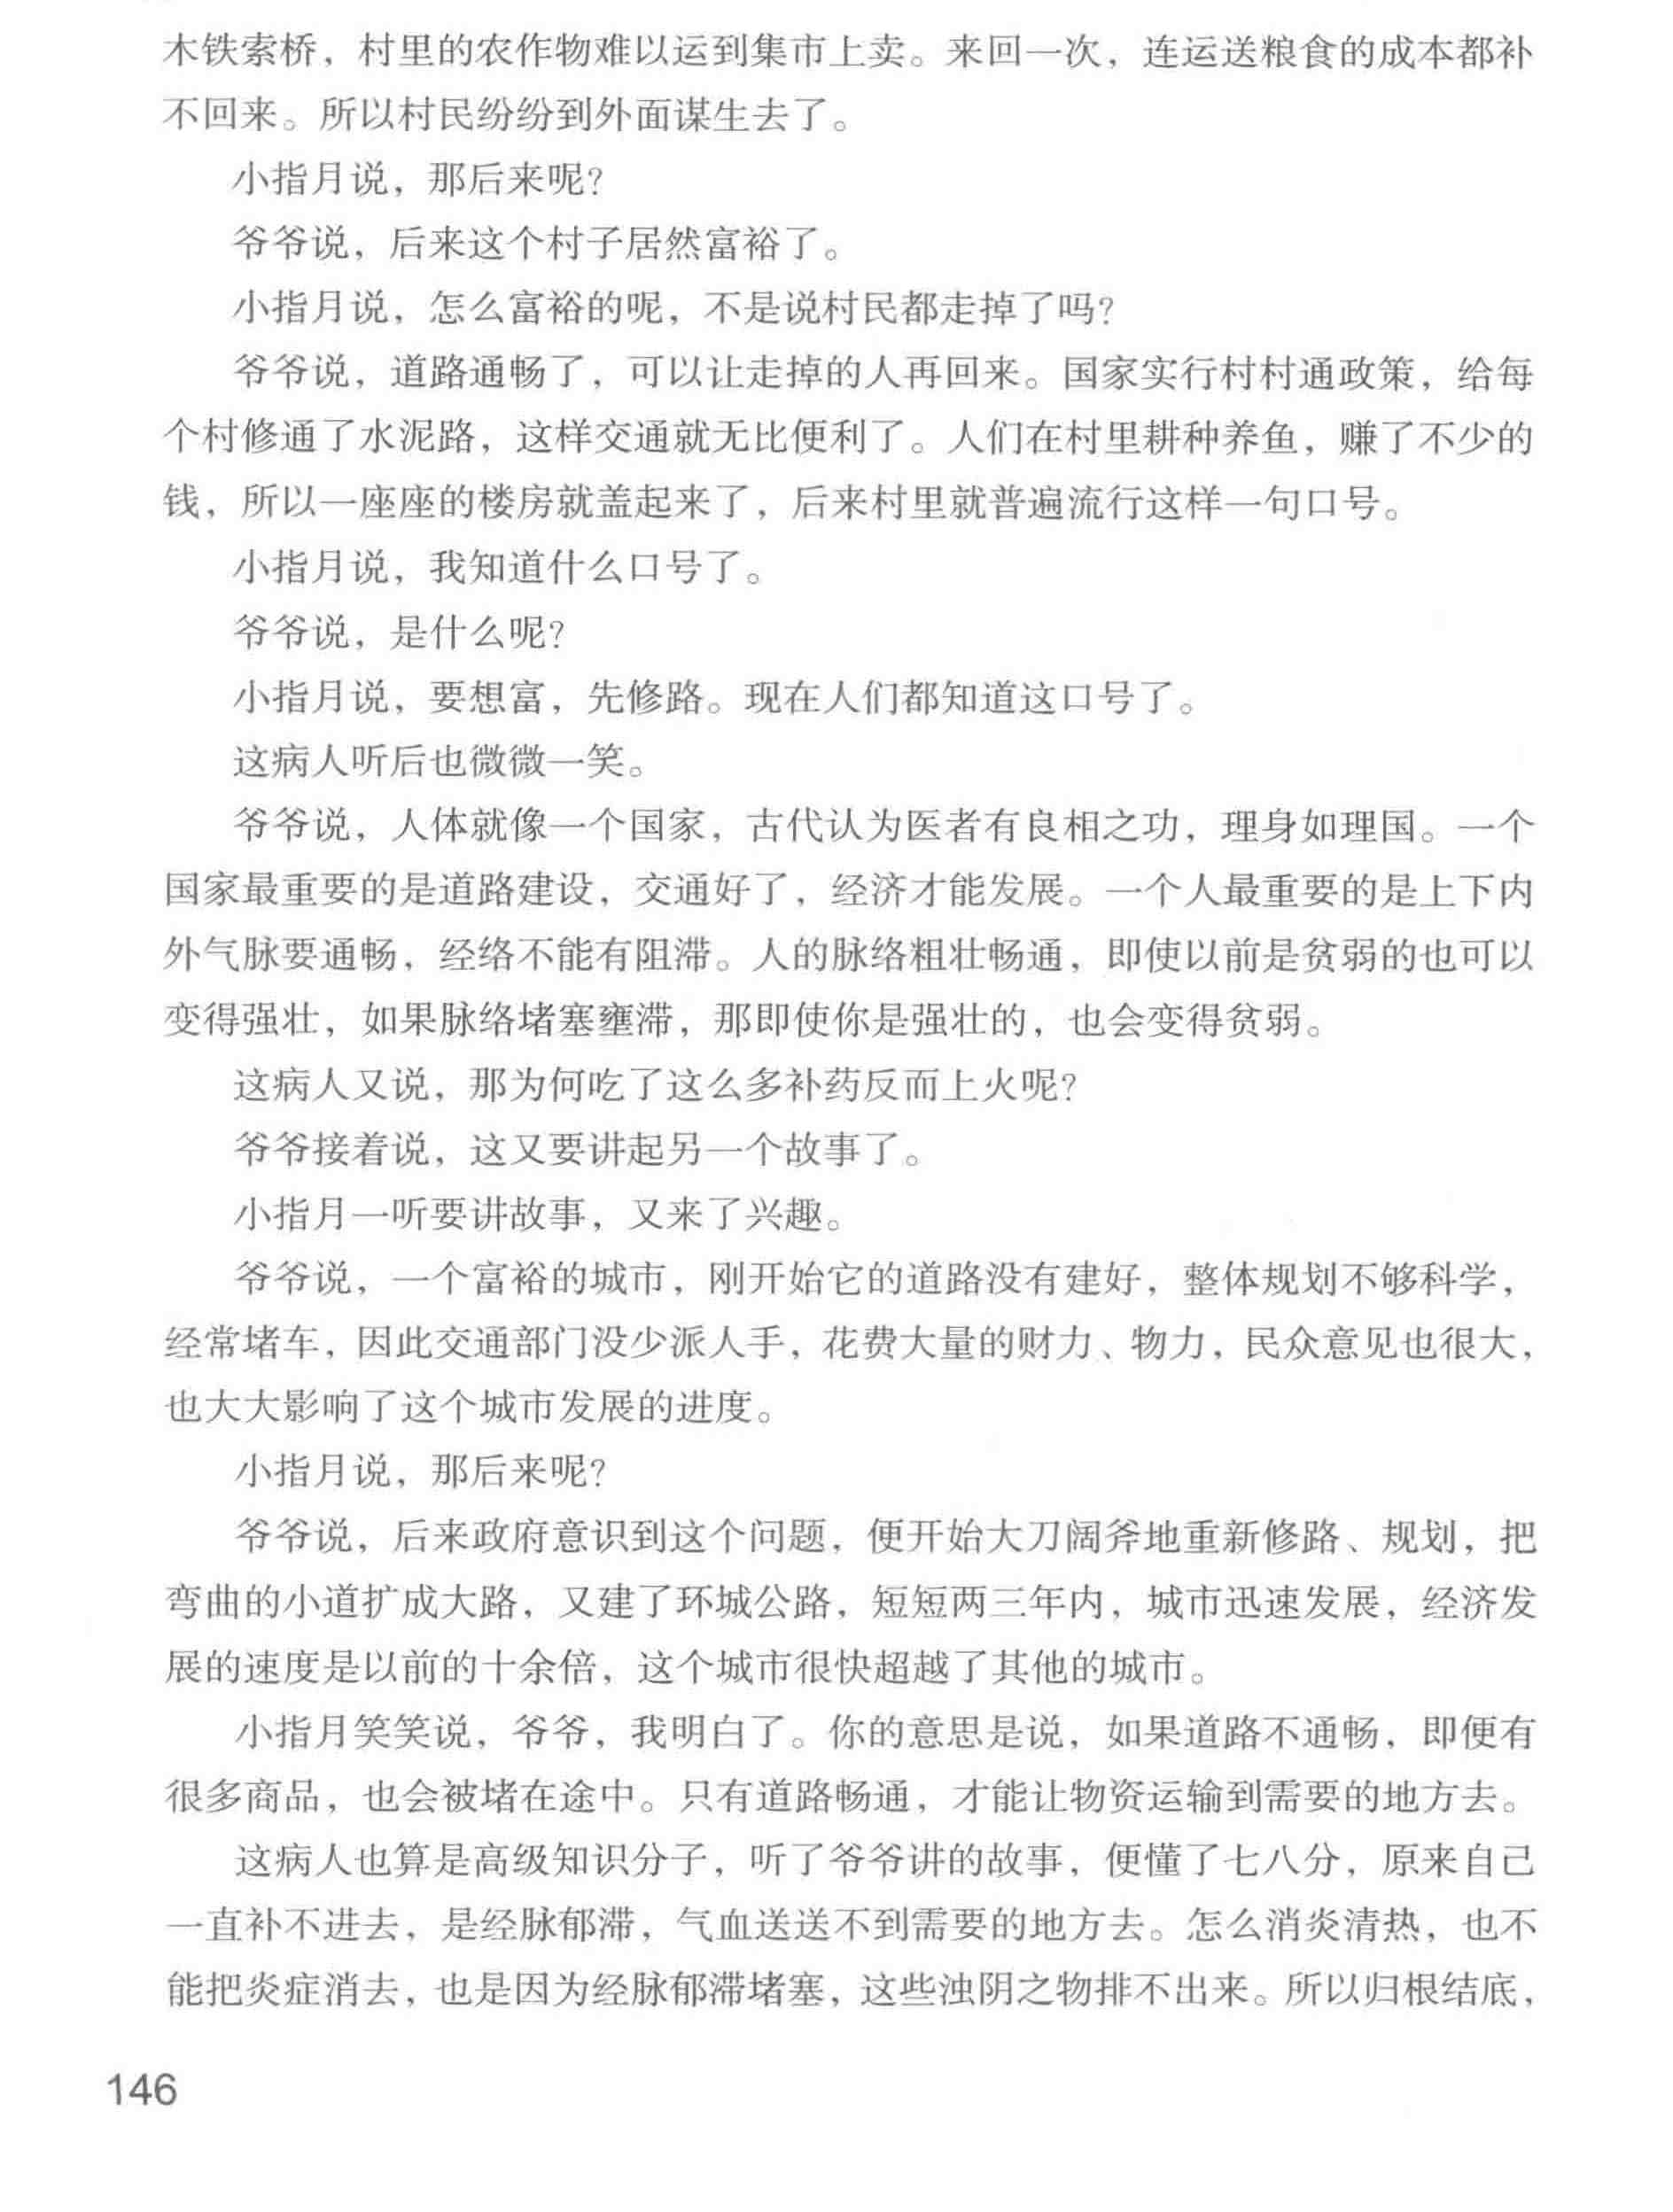 木铁索桥，村里的农作物难以运到集市上卖。来回一次，连运送粮食的成本都补
不回来。所以村民纷纷到外面谋生去了。
小指月说，那后来呢？
爷爷说，后来这个村子居然富裕了。
小指月说，怎么富裕的呢，不是说村民都走掉了吗？
爷爷说，道路通畅了，可以让走掉的人再回来。国家实行村村通政策，给每
个村修通了水泥路，这样交通就无比便利了。人们在村里耕种养鱼，赚了不少的
钱，所以一座座的楼房就盖起来了，后来村里就普遍流行这样一句口号。
小指月说，我知道什么口号了。
爷爷说，是什么呢？
小指月说，要想富，先修路。现在人们都知道这口号了。
这病人听后也微微一笑。
爷爷说，人体就像一个国家，古代认为医者有良相之功，理身如理国。一个
国家最重要的是道路建设，交通好了，经济才能发展。一个人最重要的是上下内
外气脉要通畅，经络不能有阻滞。人的脉络粗壮畅通，即使以前是贫弱的也可以
变得强壮，如果脉络堵塞壅滞，那即使你是强壮的，也会变得贫弱。
这病人又说，那为何吃了这么多补药反而上火呢？
爷爷接着说，这又要讲起另一个故事了。
小指月一听要讲故事，又来了兴趣。
爷爷说，一个富裕的城市，刚开始它的道路没有建好，整体规划不够科学，
经常堵车，因此交通部门没少派人手，花费大量的财力、物力，民众意见也很大，
也大大影响了这个城市发展的进度。
小指月说，那后来呢？
爷爷说，后来政府意识到这个问题，便开始大刀阔斧地重新修路、规划，把
弯曲的小道扩成大路，又建了环城公路，短短两三年内，城市迅速发展，经济发
展的速度是以前的十余倍，这个城市很快超越了其他的城市。
小指月笑笑说，爷爷，我明白了。你的意思是说，如果道路不通畅，即便有
很多商品，也会被堵在途中。只有道路畅通，才能让物资运输到需要的地方去。
这病人也算是高级知识分子，听了爷爷讲的故事，便懂了七八分，原来自己
一直补不进去，是经脉郁滞，气血送送不到需要的地方去。怎么消炎清热，也不
能把炎症消去，也是因为经脉郁滞堵塞，这些浊阴之物排不出来。所以归根结底，
146